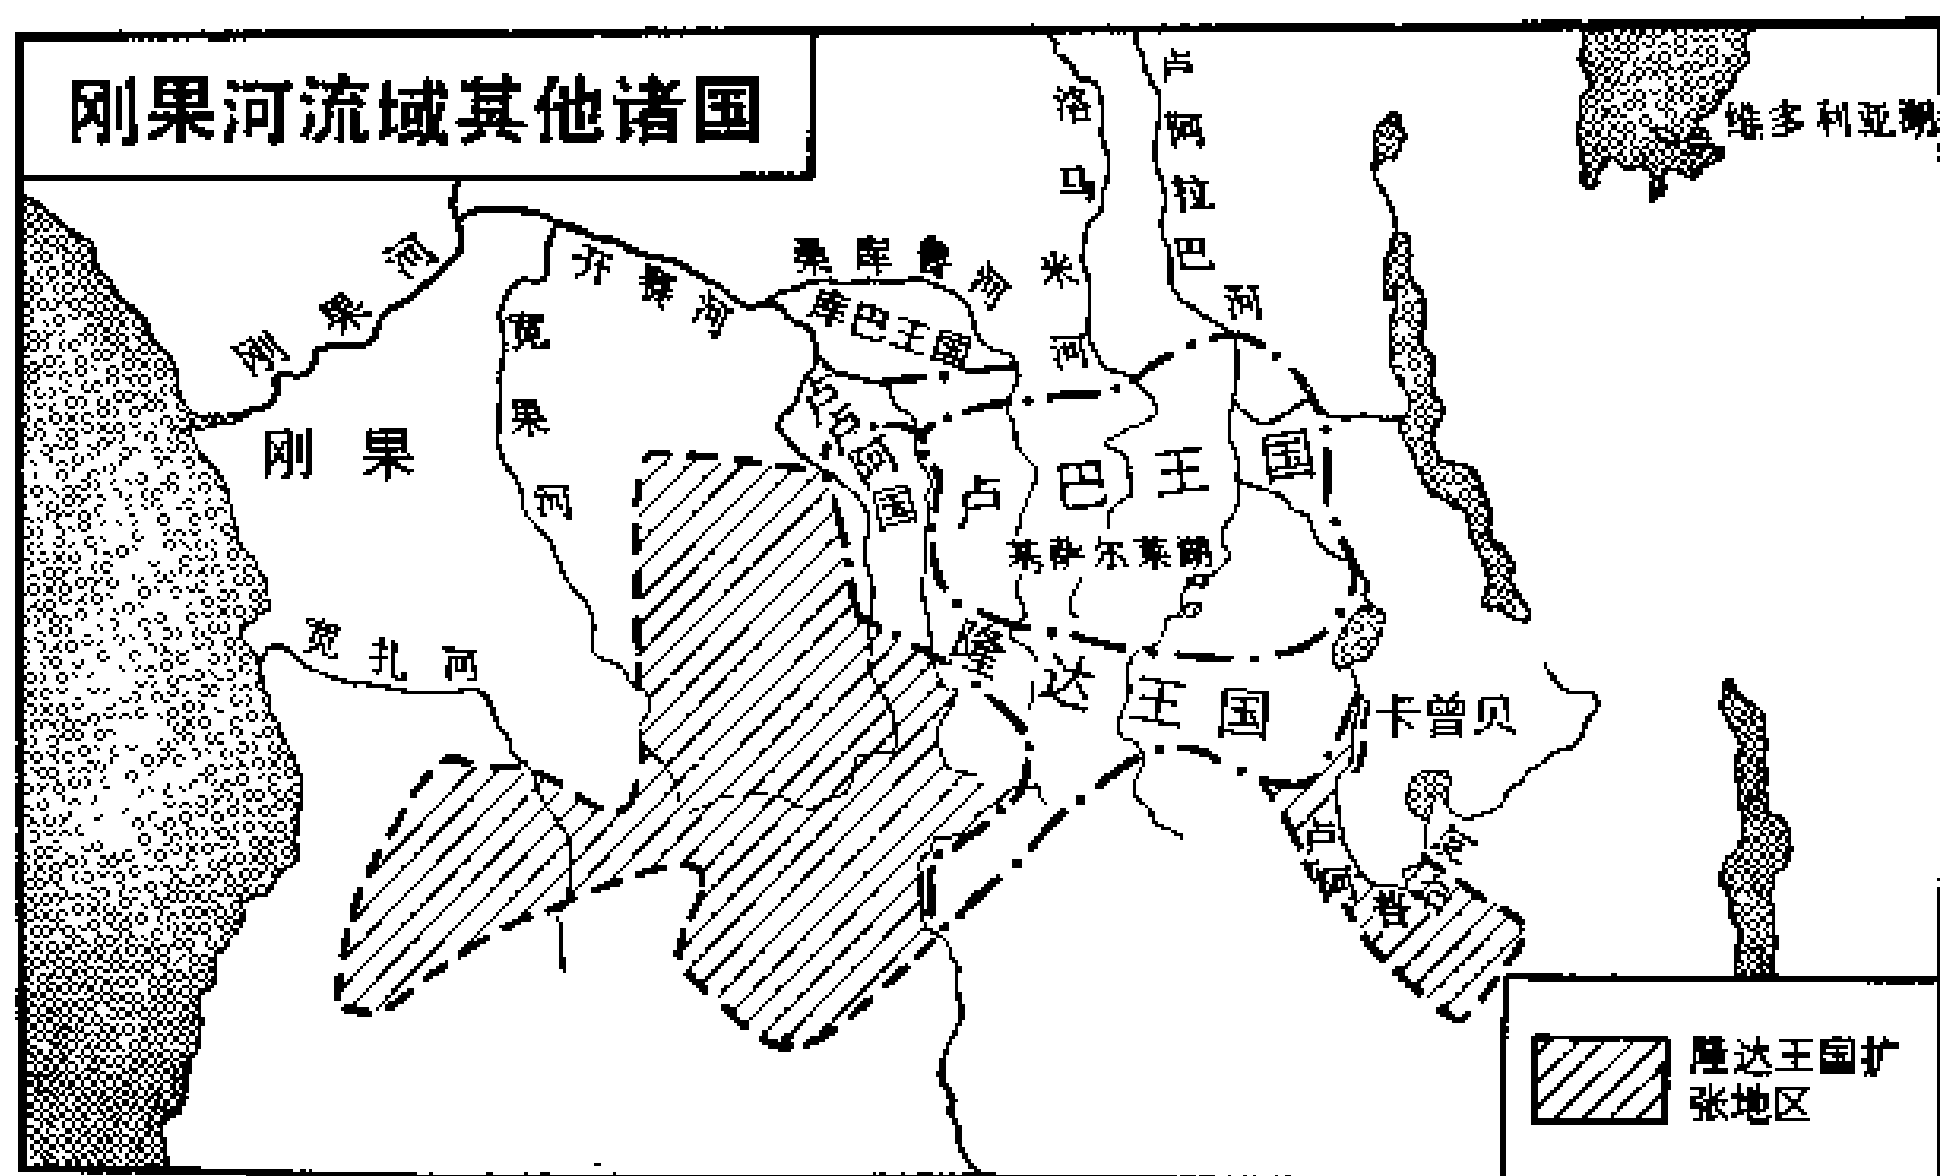 刚果河流域其他诸国
维多利亚湖
刚果河
开赛河
宽果河
桑库鲁河
洛马米河
卢阿拉巴河
库巴王国
刚果
卢巴王国
莫萨尔莱湖
宽扎河
隆达王国
卡曾贝
卢阿普拉河
隆达王国扩
张地区